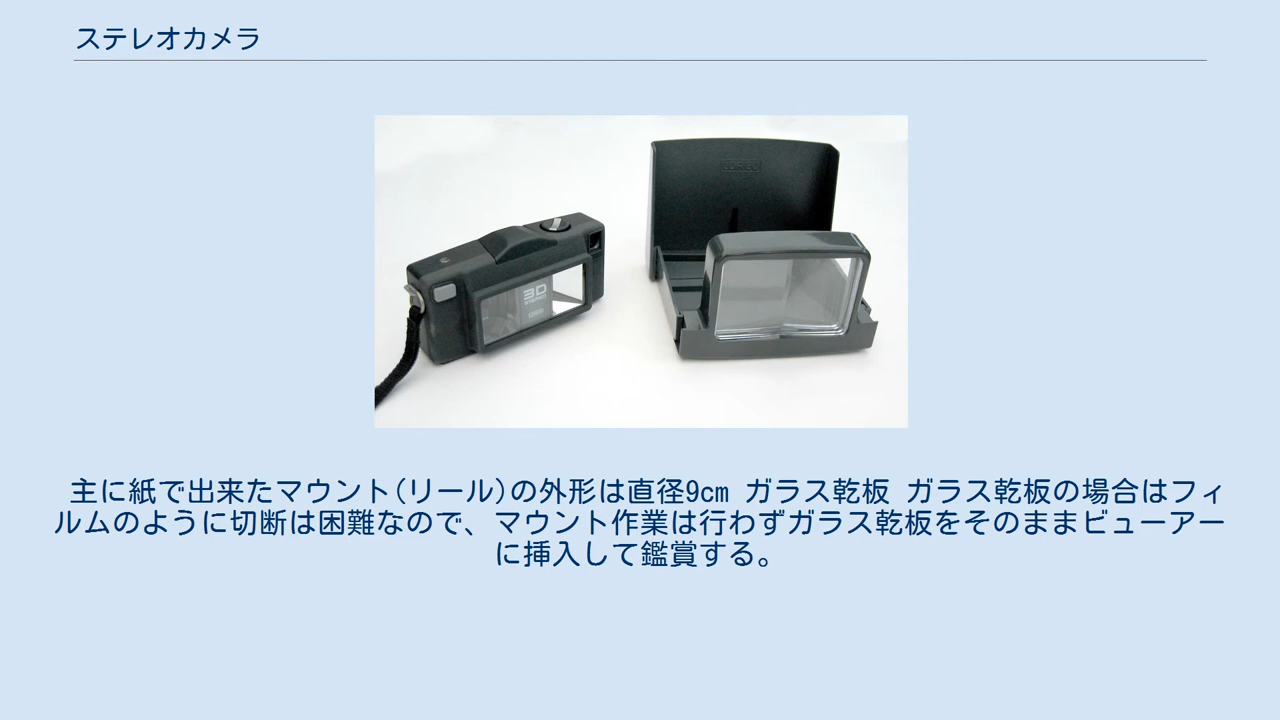 ステレオカメラ
3D
主に紙で出来たマウント(リール)の外形は直径9cm ガラス乾板 ガラス乾板の場合はフィ
ルムのように切断は困難なので、マウント作業は行わずガラス乾板をそのままビューアー
に挿入して鑑賞する。